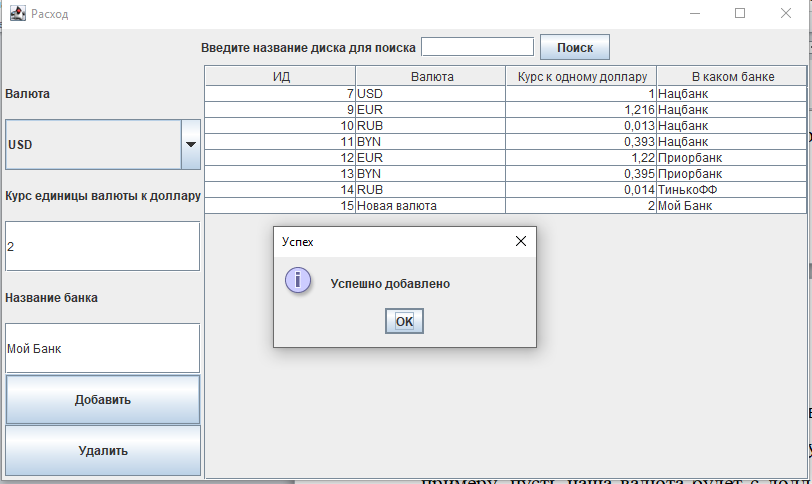 Расход
Введите название диска для поиска
Поиск
Валюта
USD
Курс единицы валюты к доллару
2
Название банка
Мой Банк
Добавить
Удалить
ИД Валюта Курс к одному доллару В каком банке
7 USD 1 Нацбанк
9 EUR 1,216 Нацбанк
10 RUB 0,013 Нацбанк
11 BYN 0,393 Нацбанк
12 EUR 1,22 Приорбанк
13 BYN 0,395 Приорбанк
14 RUB 0,014 ТинькоФФ
15 Новая валюта 2 Мой Банк
Успех
Успешно добавлено
OK
примеру, пусть наша валюта будет с долл